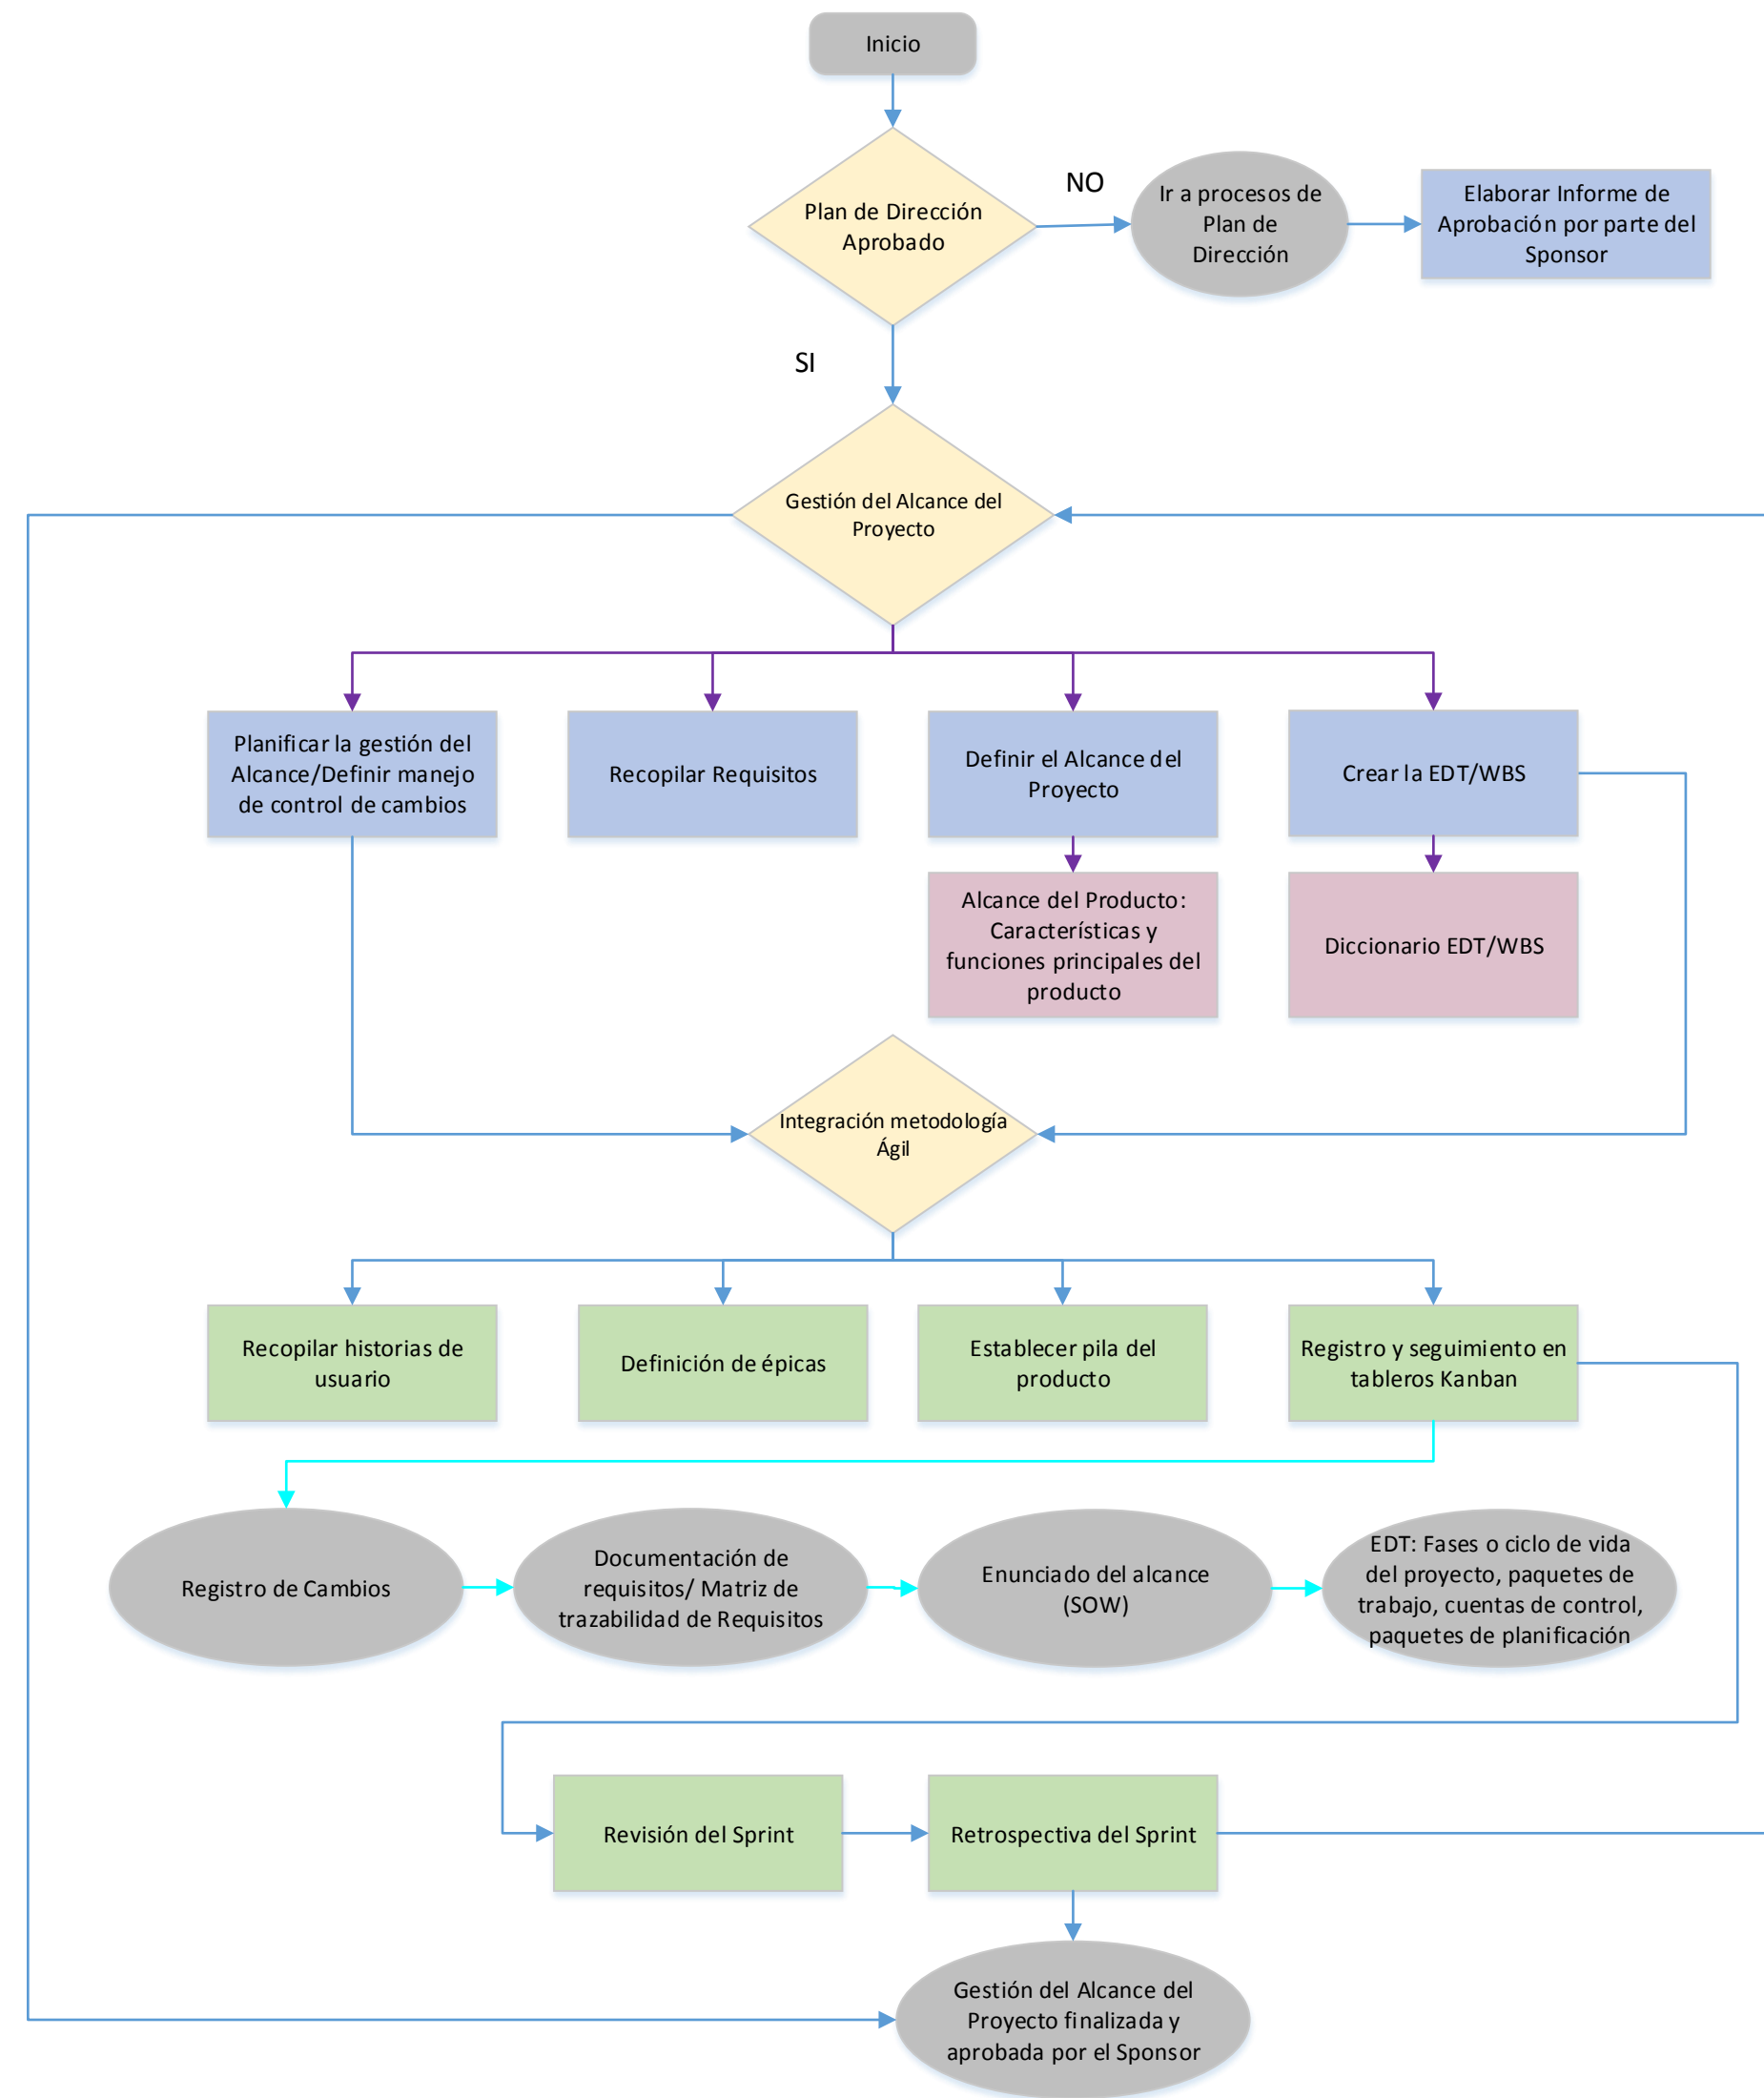 Inicio
Plan de Dirección
Aprobado
NO
Ir a procesos de
Plan de
Dirección
Elaborar Informe de
Aprobación por parte del
Sponsor
SI
Gestión del Alcance del
Proyecto
Planificar la gestión del
Alcance/Definir manejo
de control de cambios
Recopilar Requisitos
Definir el Alcance del
Proyecto
Crear la EDT/WBS
Alcance del Producto:
Características y
funciones principales del
producto
Diccionario EDT/WBS
Integración metodología
Ágil
Recopilar historias de
usuario
Definición de épicas
Establecer pila del
producto
Registro y seguimiento en
tableros Kanban
Registro de Cambios
Documentación de
requisitos/ Matriz de
trazabilidad de Requisitos
Enunciado del alcance
(SOW)
EDT: Fases o ciclo de vida
del proyecto, paquetes de
trabajo, cuentas de control,
paquetes de planificación
Revisión del Sprint
Retrospectiva del Sprint
Gestión del Alcance del
Proyecto finalizada y
aprobada por el Sponsor